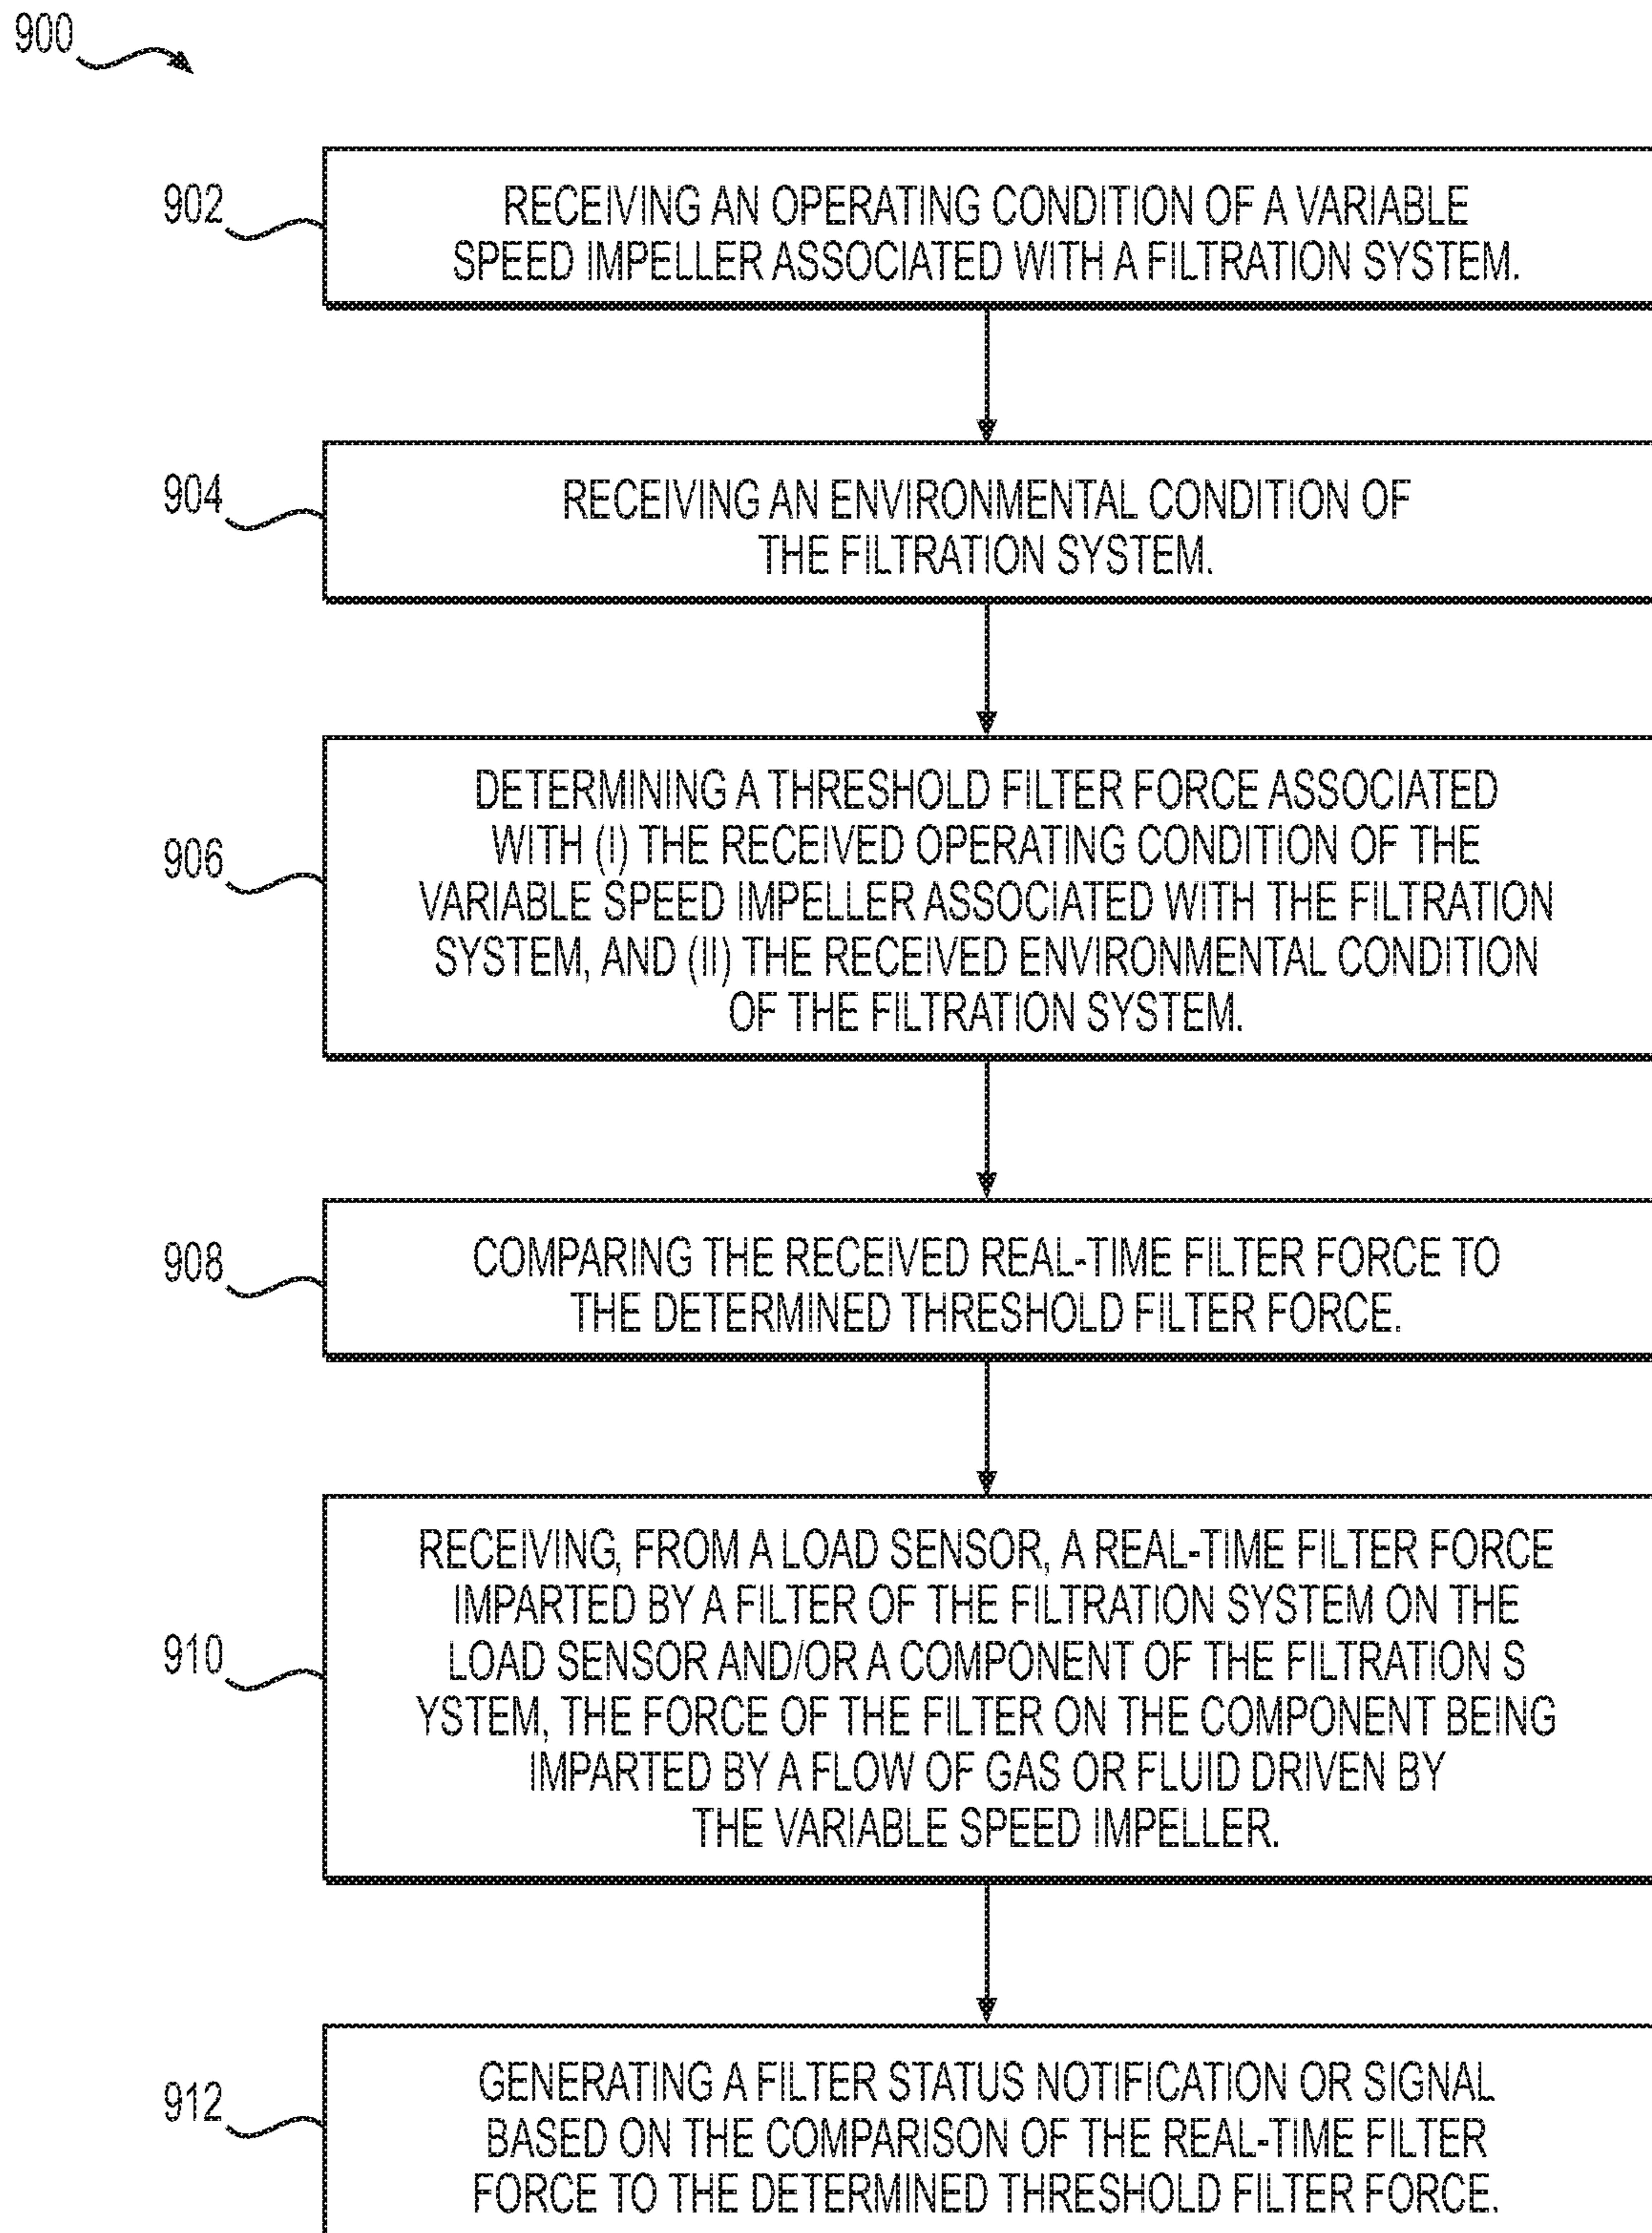 900
902
RECEIVING AN OPERATING CONDITION OF A VARIABLE
SPEED IMPELLER ASSOCIATED WITH A FILTRATION SYSTEM.
904
RECEIVING AN ENVIRONMENTAL CONDITION OF
THE FILTRATION SYSTEM.
906
DETERMINING A THRESHOLD FILTER FORCE ASSOCIATED
WITH (I) THE RECEIVED OPERATING CONDITION OF THE
VARIABLE SPEED IMPELLER ASSOCIATED WITH THE FILTRATION
SYSTEM, AND (II) THE RECEIVED ENVIRONMENTAL CONDITION
OF THE FILTRATION SYSTEM.
908
COMPARING THE RECEIVED REAL-TIME FILTER FORCE TO
THE DETERMINED THRESHOLD FILTER FORCE.
910
RECEIVING, FROM A LOAD SENSOR, A REAL-TIME FILTER FORCE
IMPARTED BY A FILTER OF THE FILTRATION SYSTEM ON THE
LOAD SENSOR AND/OR A COMPONENT OF THE FILTRATION S
YSTEM, THE FORCE OF THE FILTER ON THE COMPONENT BEING
IMPARTED BY A FLOW OF GAS OR FLUID DRIVEN BY
THE VARIABLE SPEED IMPELLER.
912
GENERATING A FILTER STATUS NOTIFICATION OR SIGNAL
BASED ON THE COMPARISON OF THE REAL-TIME FILTER
FORCE TO THE DETERMINED THRESHOLD FILTER FORCE.